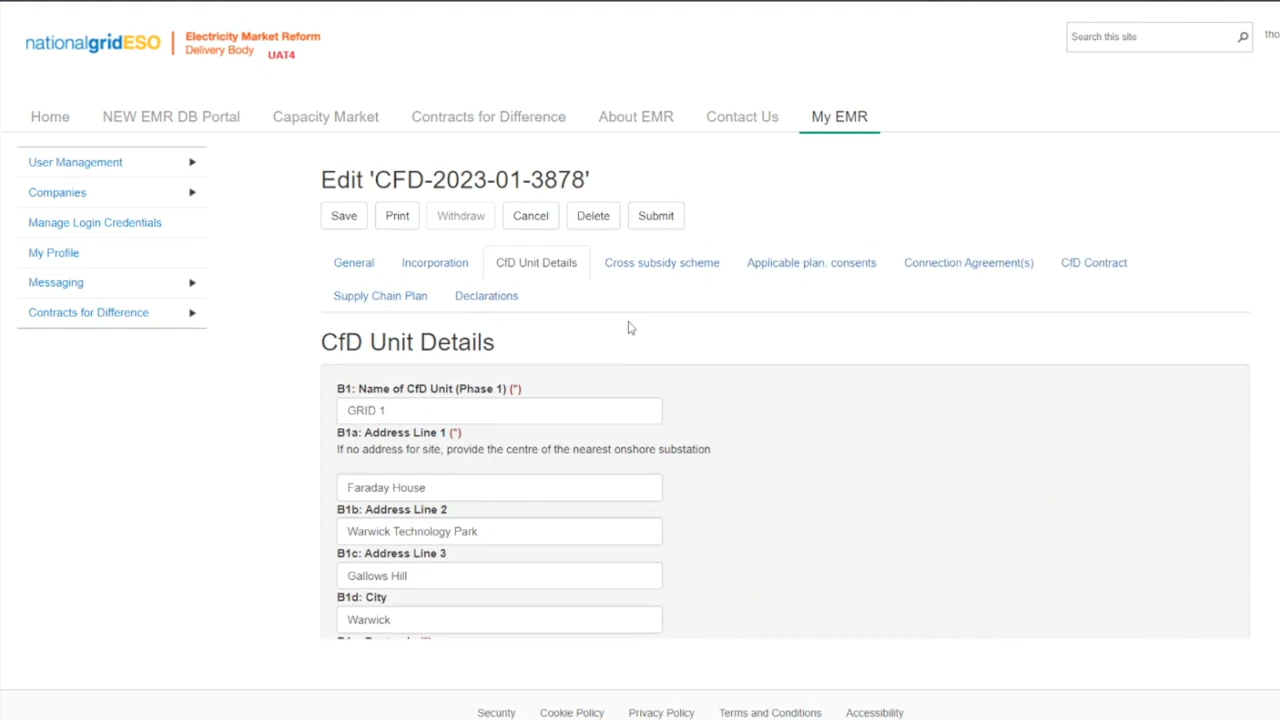 nationalgridESO | Electricity Market Reform
Delivery Body UAT4
Search this site
tho
Home NEW EMR DB Portal Capacity Market Contracts for Difference About EMR Contact Us My EMR
User Management
Companies
Manage Login Credentials
My Profile
Messaging
Contracts for Difference
Edit 'CFD-2023-01-3878'
Save Print Withdraw Cancel Delete Submit
General Incorporation CfD Unit Details Cross subsidy scheme Applicable plan. consents Connection Agreement(s) CfD Contract
Supply Chain Plan Declarations
CfD Unit Details
B1: Name of CfD Unit (Phase 1) (*)
GRID 1
B1a: Address Line 1 (*)
If no address for site, provide the centre of the nearest onshore substation
Faraday House
B1b: Address Line 2
Warwick Technology Park
B1c: Address Line 3
Gallows Hill
B1d: City
Warwick
Security Cookie Policy Privacy Policy Terms and Conditions Accessibility